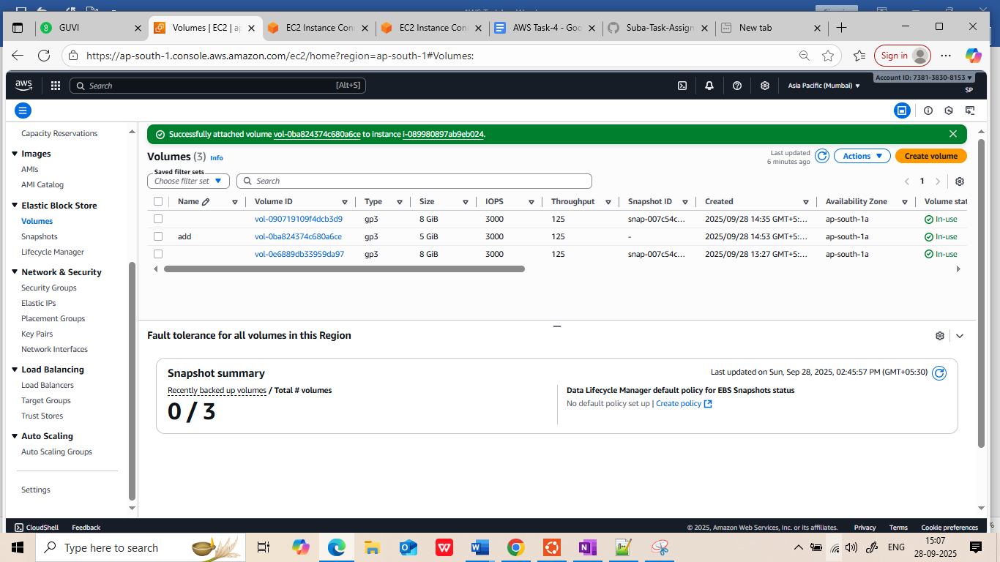 GUVI
Volumes | EC2 | ap
EC2 Instance Con
EC2 Instance Con
AWS Task-4 - Goo
Suba-Task-Assign
New tab
https://ap-south-1.console.aws.amazon.com/ec2/home?region=ap-south-1#Volumes:
Sign in
aws
Search
[Alt+S]
Asia Pacific (Mumbai)
Account ID: 7381-3830-8153
SP
Capacity Reservations
Images
AMIs
AMI Catalog
Elastic Block Store
Volumes
Snapshots
Lifecycle Manager
Network & Security
Security Groups
Elastic IPs
Placement Groups
Key Pairs
Network Interfaces
Load Balancing
Load Balancers
Target Groups
Trust Stores
Auto Scaling
Auto Scaling Groups
Settings
Successfully attached volume vol-0ba824374c680a6ce to instance i-089980897ab9eb024.
Volumes (3) Info
Last updated
6 minutes ago
Actions
Create volume
Saved filter sets
Choose filter set
Search
1
Name Volume ID Type Size IOPS Throughput Snapshot ID Created Availability Zone Volume stat
vol-090719109f4dcb3d9 gp3 8 GiB 3000 125 snap-007c54c... 2025/09/28 14:35 GMT+5:... ap-south-1a In-use
add vol-0ba824374c680a6ce gp3 5 GiB 3000 125 - 2025/09/28 14:53 GMT+5:... ap-south-1a In-use
vol-0e6889db33959da97 gp3 8 GiB 3000 125 snap-007c54c... 2025/09/28 13:27 GMT+5:... ap-south-1a In-use
Fault tolerance for all volumes in this Region
Snapshot summary
Last updated on Sun, Sep 28, 2025, 02:45:57 PM (GMT+05:30)
Recently backed up volumes / Total # volumes
0 / 3
Data Lifecycle Manager default policy for EBS Snapshots status
No default policy set up | Create policy
CloudShell
Feedback
© 2025, Amazon Web Services, Inc. or its affiliates.
Privacy
Terms
Cookie preferences
Type here to search
ENG
15:07
28-09-2025